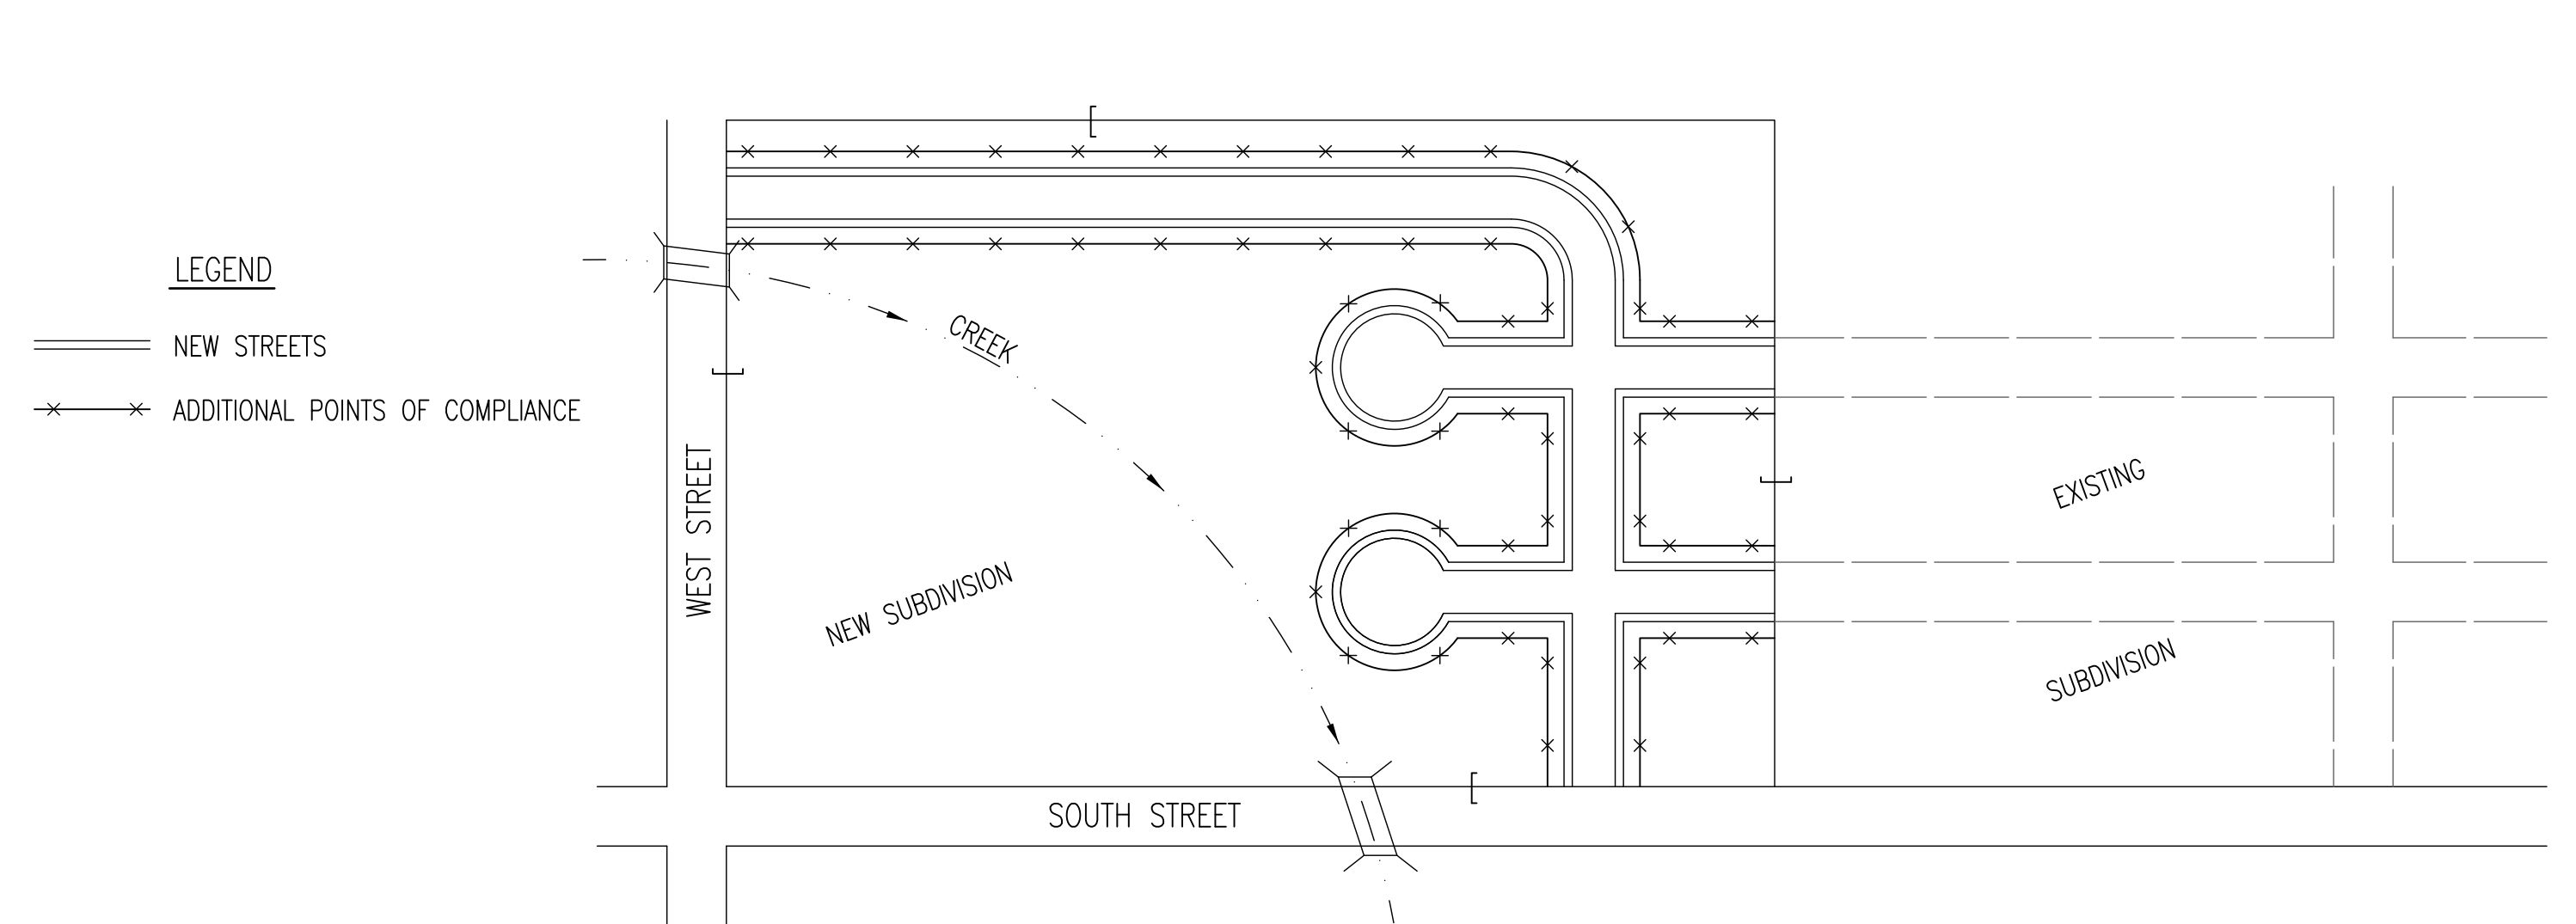 LEGEND
NEW STREETS
ADDITIONAL POINTS OF COMPLIANCE
CREEK
WEST STREET
NEW SUBDIVISION
SOUTH STREET
EXISTING
SUBDIVISION